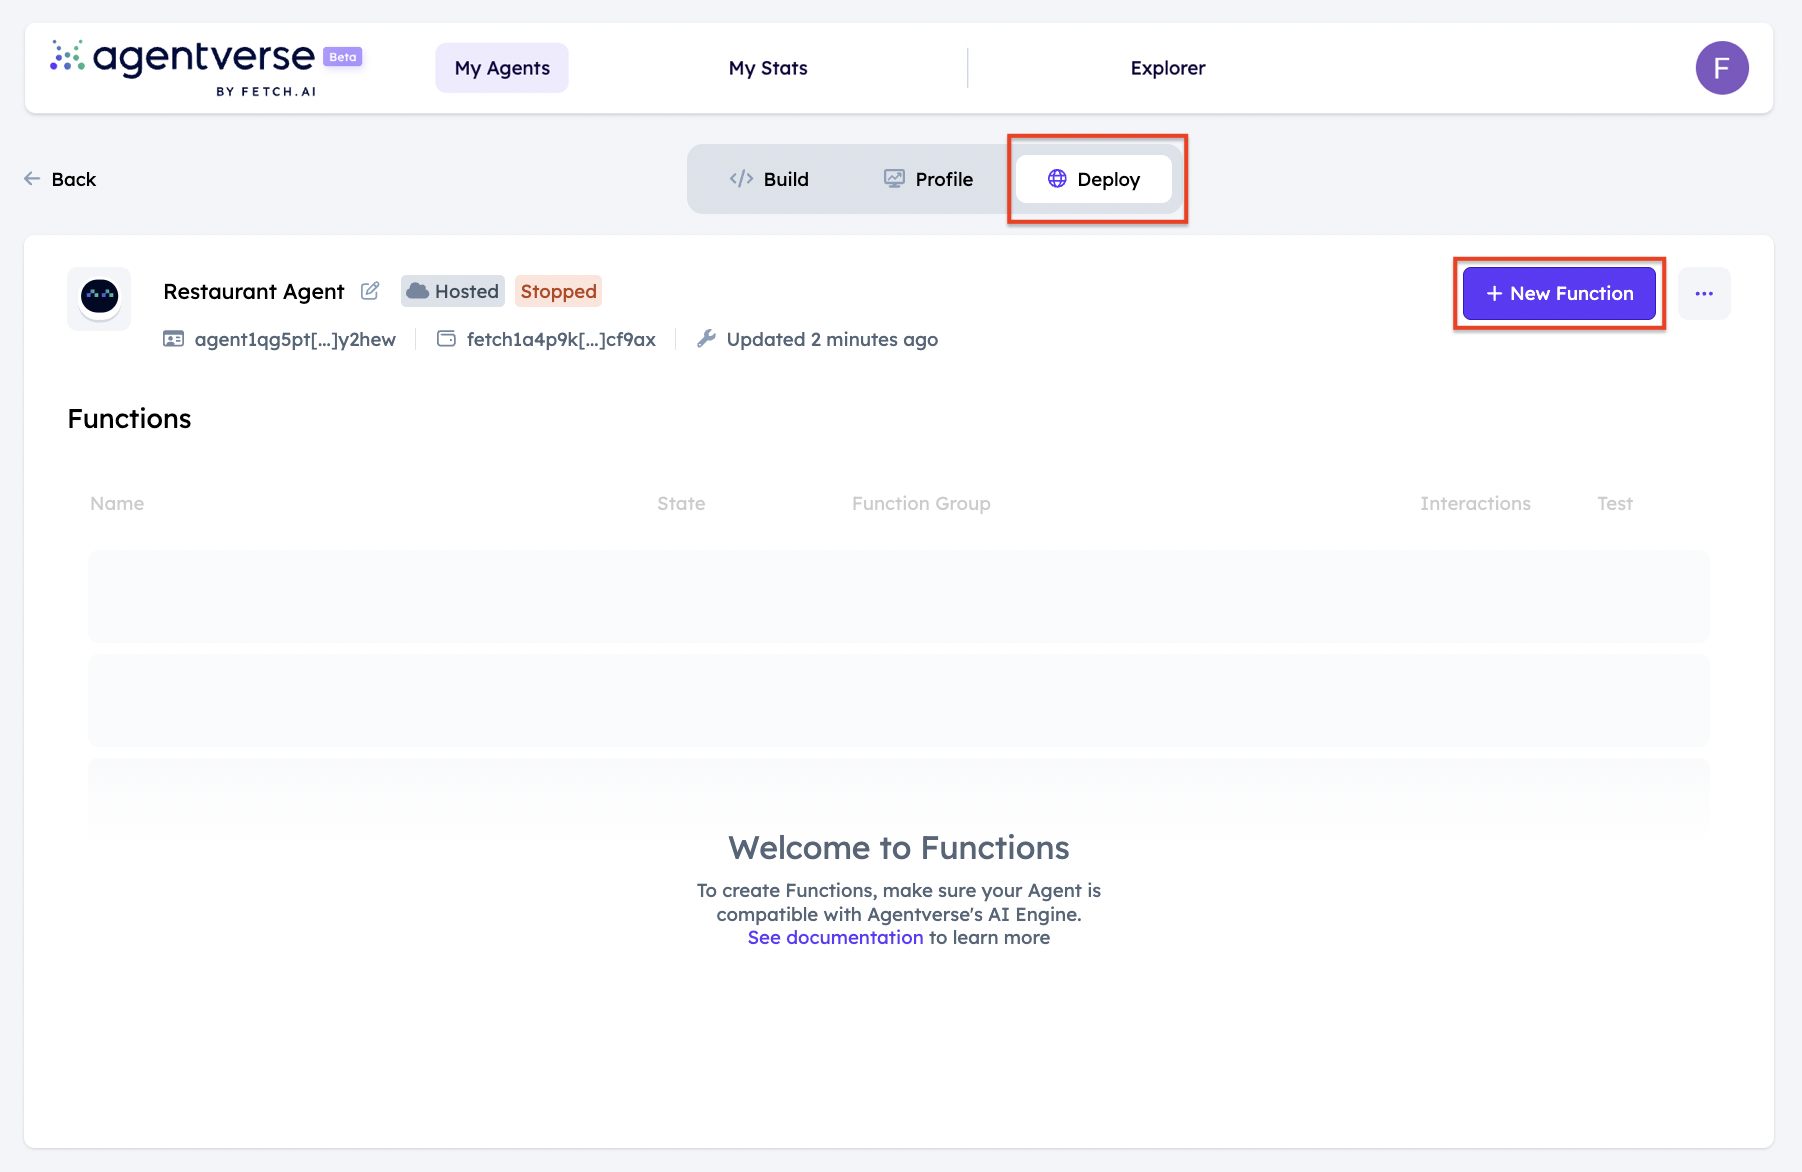 agentverse Beta
BY FETCH.AI
My Agents
My Stats
Explorer
F
Back
Build
Profile
Deploy
Restaurant Agent
Hosted
Stopped
+ New Function
agent1qg5pt[...]y2hew
fetch1a4p9k[...]cf9ax
Updated 2 minutes ago
Functions
Name
State
Function Group
Interactions
Test
Welcome to Functions
To create Functions, make sure your Agent is
compatible with Agentverse's AI Engine.
See documentation to learn more